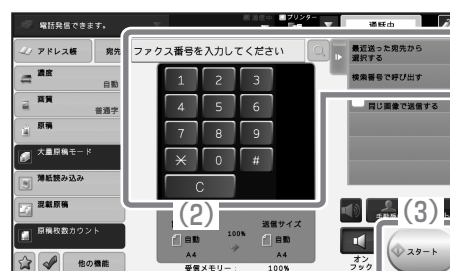 電話発信できます。
プリンター
通話中
アドレス帳
宛先
ファクス番号を入力してください
最近送った宛先から
選択する
検索番号で呼び出す
濃度
自動
画質
普通字
原稿
大量原稿モード
薄紙読み込み
混載原稿
原稿枚数カウント
他の機能
1 2 3
4 5 6
7 8 9
0 #
C
(2)
同じ画像で送信する
送信サイズ
自動
100%
自動
A4
A4
受信メモリー:
100%
オン
フック
(3)
スタート